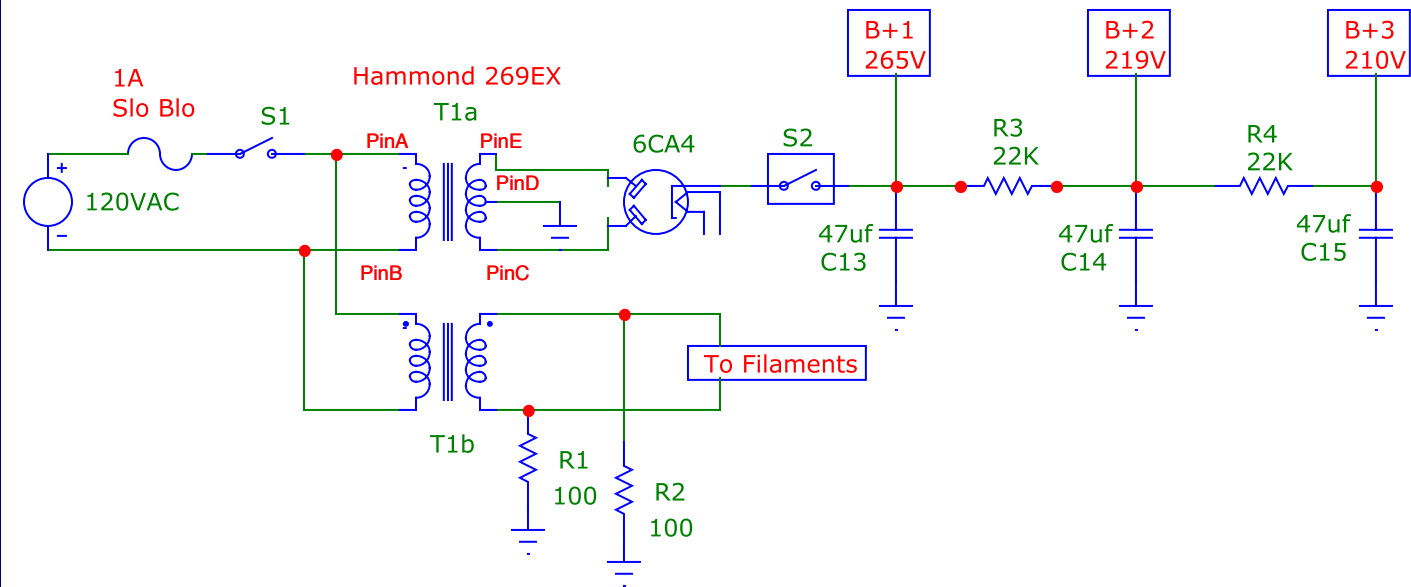 B+1
265V
B+2
219V
B+3
210V
1A
Slo Blo
Hammond 269EX
S1
T1a
PinA
PinE
6CA4
S2
R3
22K
R4
22K
PinD
+
120VAC
−
47uf
C13
47uf
C14
47uf
C15
PinB
PinC
To Filaments
T1b
R1
100
R2
100